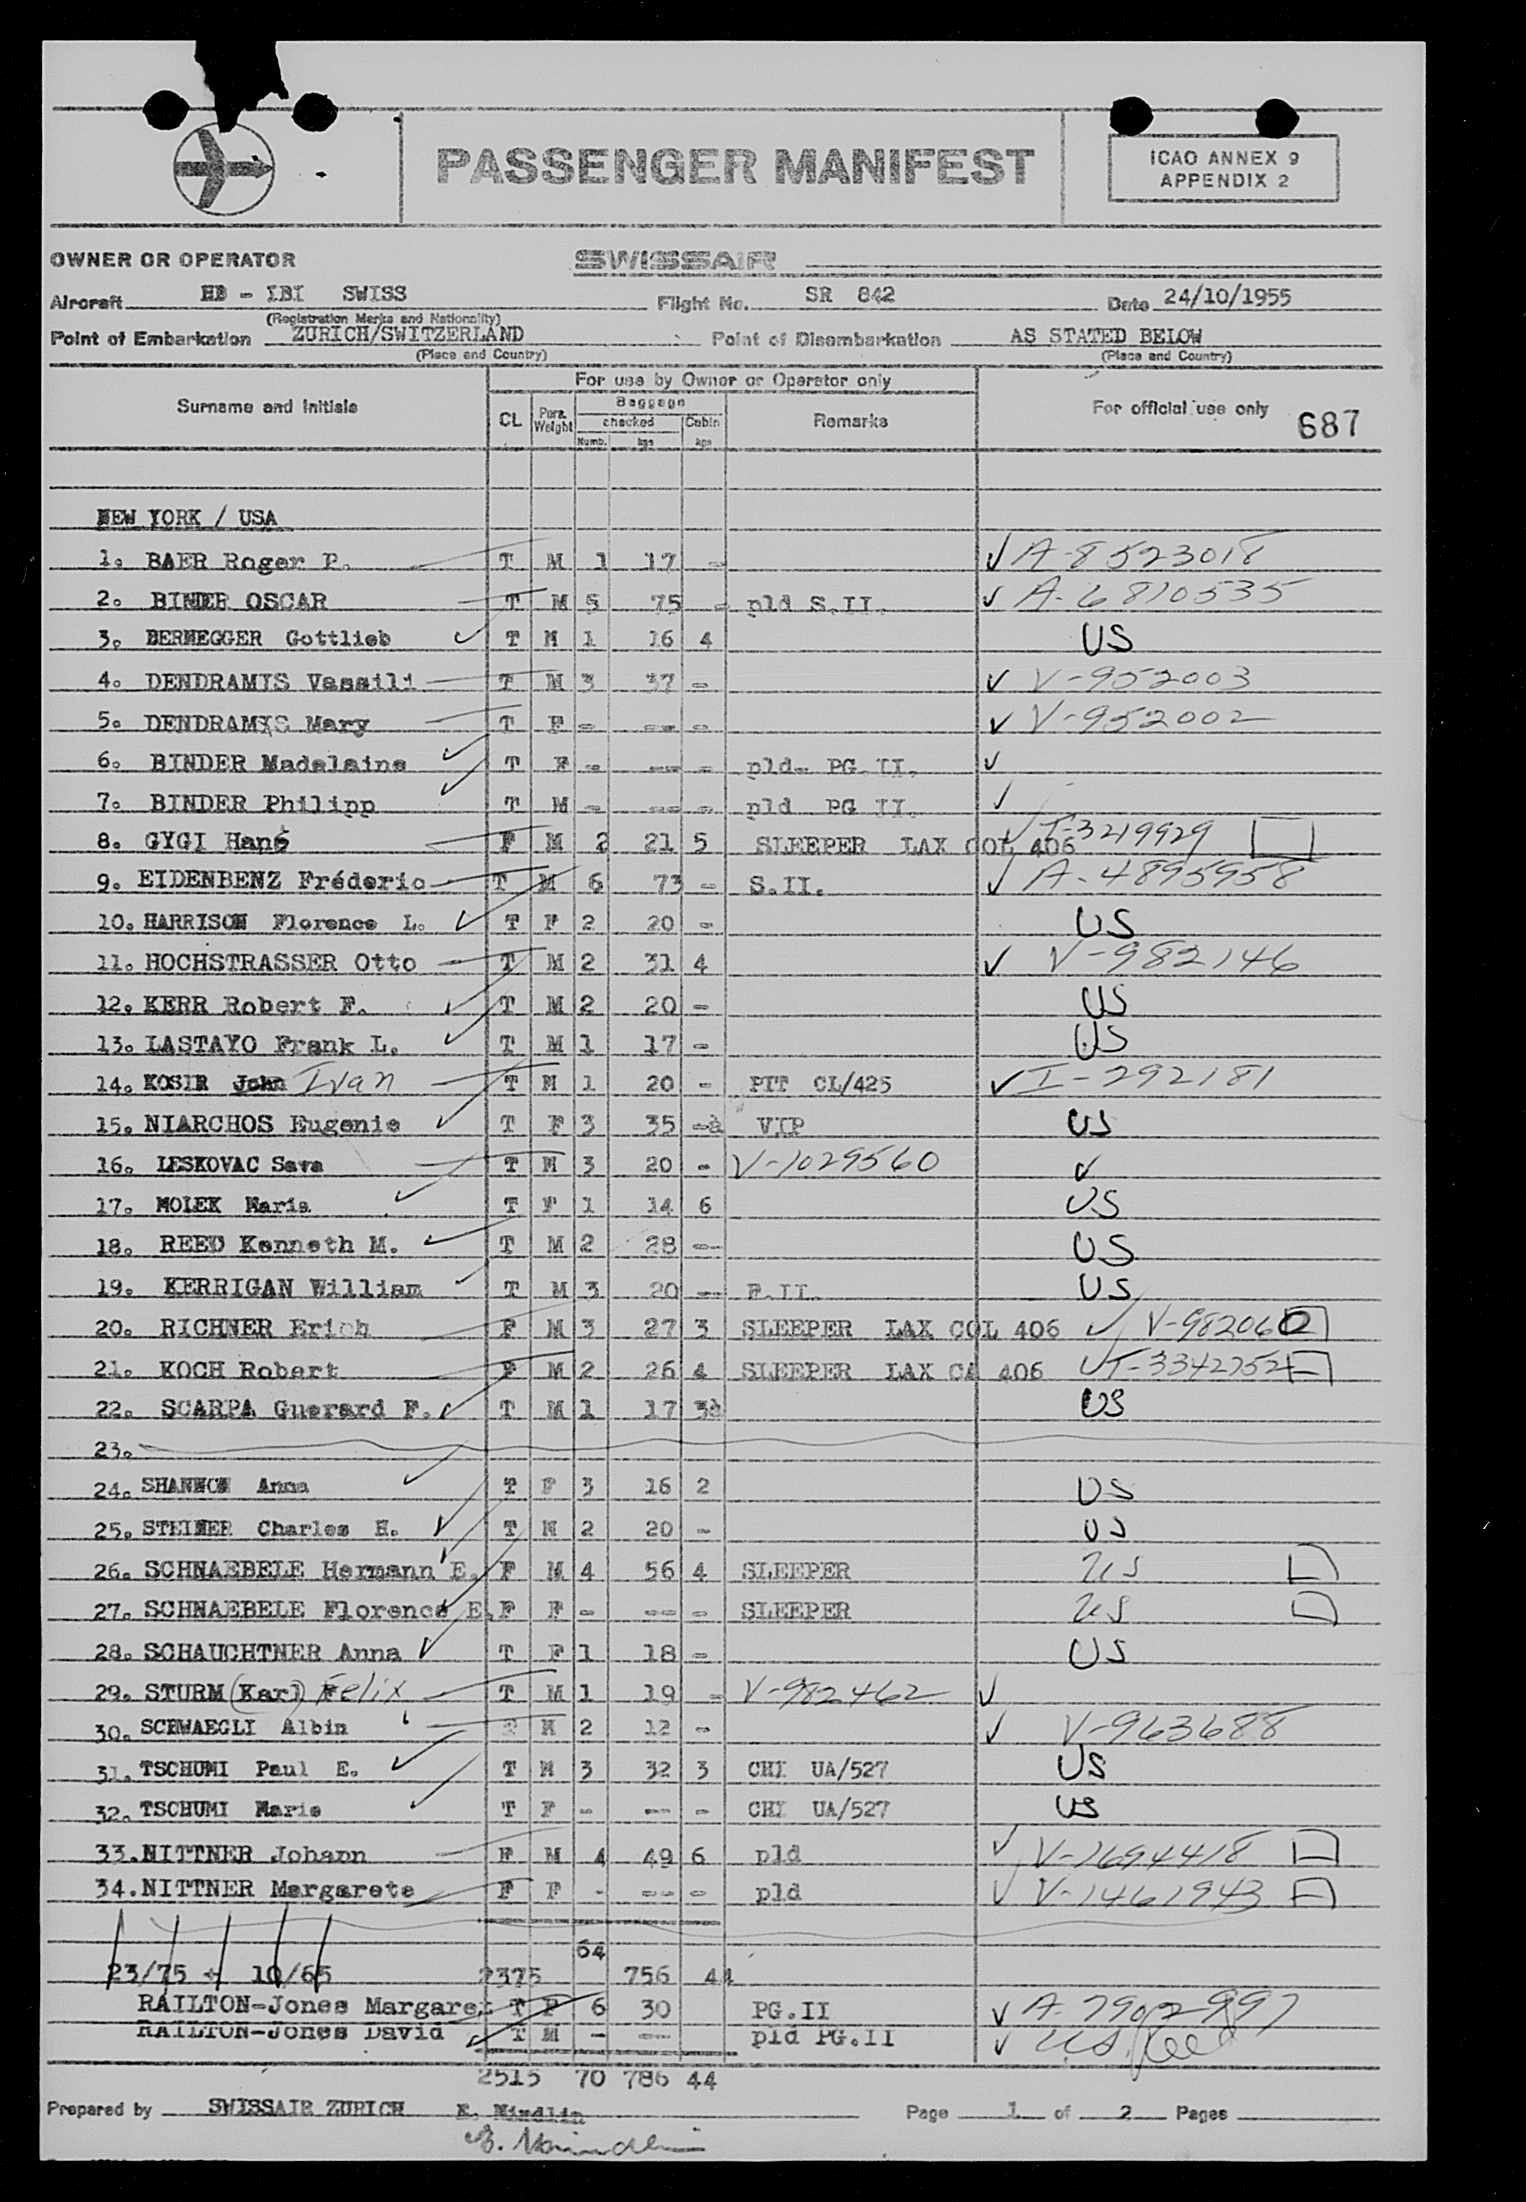 PASSENGER MANIFEST
ICAO ANNEX 9
APPENDIX 2
OWNER OR OPERATOR SWISSAIR
Aircraft HB - IBI SWISS Flight No. SR 842 Date 24/10/1955
(Registration Marks and Nationality)
Point of Embarkation ZURICH/SWITZERLAND Point of Disembarkation AS STATED BELOW
(Place and Country) (Place and Country)
For use by Owner or Operator only
Surname and initials CL Pers. Weight Baggage checked Numb. kgs Cabin kgs Remarks For official use only 687
NEW YORK / USA
1. BAER Roger P. T M 1 17 - ✓ A-8523018
2. BINDER OSCAR T M 5 75 - pld S.II. ✓ A-6810535
3. BERNEGGER Gottlieb ✓ T M 1 16 4 US
4. DENDRAMIS Vassili T M 3 37 - ✓ V-952003
5. DENDRAMIS Mary T F - --- - ✓ V-952002
6. BINDER Madelaine ✓ T F - --- - pld- PG.II. ✓
7. BINDER Philipp ✓ T M - --- - pld PG II. ✓
8. GYGI Hans F M 2 21 5 SLEEPER LAX COL 406 ✓ T-3219929
9. EIDENBENZ Fréderic T M 6 73 - S.II. ✓ A-4895958
10. HARRISON Florence L. ✓ T F 2 20 - US
11. HOCHSTRASSER Otto T M 2 31 4 ✓ V-982146
12. KERR Robert F. ✓ T M 2 20 - US
13. LASTAYO Frank L. ✓ T M 1 17 - US
14. KOSIR John Ivan T M 1 20 - PIT CL/425 ✓ I-292181
15. NIARCHOS Eugenie ✓ T F 3 35 - VIP US
16. LESKOVAC Sava T M 3 20 - V-1029560 ✓
17. MOLEK Maria ✓ T F 1 14 6 US
18. REED Kenneth M. ✓ T M 2 28 -- US
19. KERRIGAN William ✓ T M 3 20 -- P.II. US
20. RICHNER Erich F M 3 27 3 SLEEPER LAX COL 406 ✓ V-982060
21. KOCH Robert F M 2 26 4 SLEEPER LAX CA 406 ✓ T-3342752
22. SCARPA Guerard F. ✓ T M 1 17 3 US
23.
24. SHANNON Anna ✓ T F 3 16 2 US
25. STEINER Charles H. ✓ T M 2 20 - US
26. SCHNAEBELE Hermann E. ✓ F M 4 56 4 SLEEPER US
27. SCHNAEBELE Florence E. ✓ F F - --- - SLEEPER US
28. SCHAUCHTNER Anna ✓ T F 1 18 - US
29. STURM (Karl) Felix T M 1 19 - V-982462 ✓
30. SCHWAEGLI Albin M 2 12 - ✓ V-963688
31. TSCHUMI Paul E. ✓ T M 3 32 3 CHI UA/527 US
32. TSCHUMI Marie ✓ T F - --- - CHI UA/527 US
33. NITTNER Johann F M 4 49 6 pld ✓ V-1694418
34. NITTNER Margarete F F - --- - pld ✓ V-1461943
64
23/75 + 10/65 2375 756 44
RAILTON-Jones Margaret T F 6 30 PG.II ✓ A-7902997
RAILTON-Jones David ✓ T M - --- pld PG.II ✓ U.S.
2515 70 786 44
Prepared by SWISSAIR ZURICH E. Mindlin Page 1 of 2 Pages